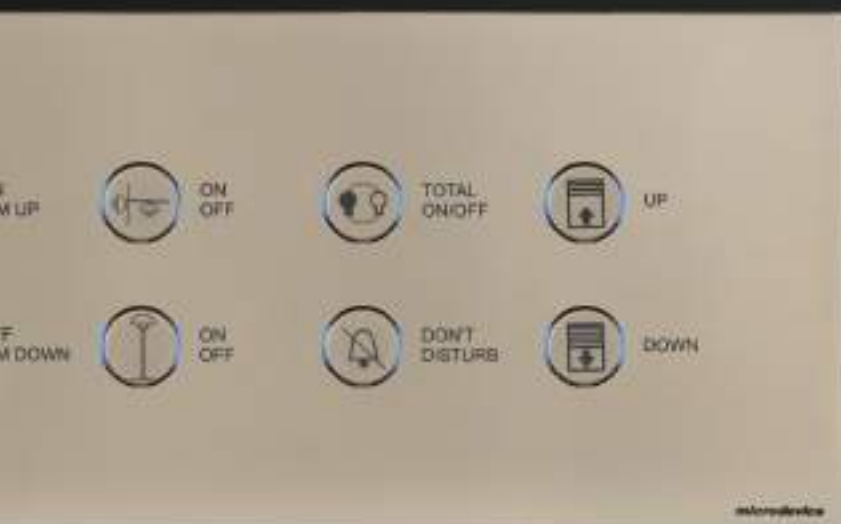 M UP
ON
OFF
TOTAL
ON/OFF
UP
M DOWN
ON
OFF
DON'T
DISTURB
DOWN
microdevice